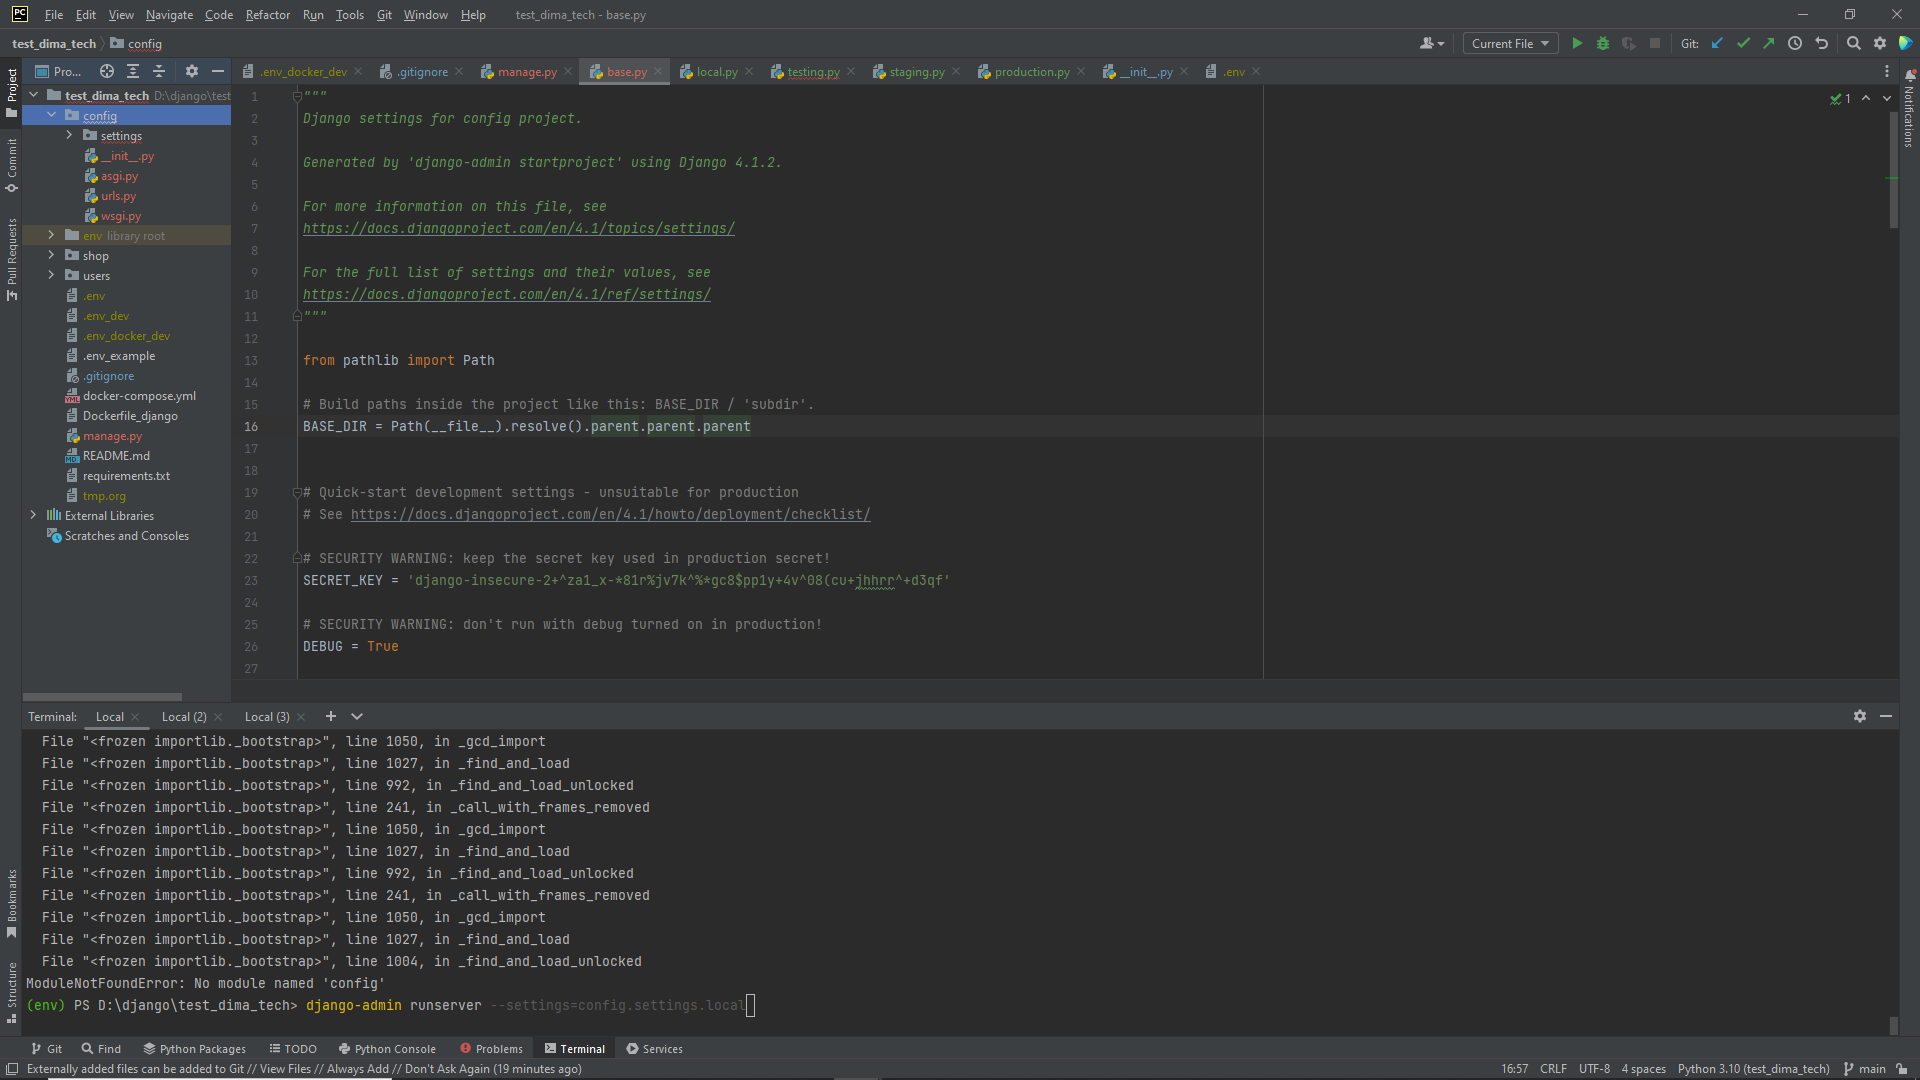 PC File Edit View Navigate Code Refactor Run Tools Git Window Help test_dima_tech - base.py
test_dima_tech config Current File Git:
Pro... .env_docker_dev .gitignore manage.py base.py local.py testing.py staging.py production.py __init__.py .env
Project
Commit
Pull Requests
Bookmarks
Structure
Notifications
test_dima_tech D:\django\test
config
settings
__init__.py
asgi.py
urls.py
wsgi.py
env library root
shop
users
.env
.env_dev
.env_docker_dev
.env_example
.gitignore
docker-compose.yml
Dockerfile_django
manage.py
README.md
requirements.txt
tmp.org
External Libraries
Scratches and Consoles
1
1 """
2 Django settings for config project.
3
4 Generated by 'django-admin startproject' using Django 4.1.2.
5
6 For more information on this file, see
7 https://docs.djangoproject.com/en/4.1/topics/settings/
8
9 For the full list of settings and their values, see
10 https://docs.djangoproject.com/en/4.1/ref/settings/
11 """
12
13 from pathlib import Path
14
15 # Build paths inside the project like this: BASE_DIR / 'subdir'.
16 BASE_DIR = Path(__file__).resolve().parent.parent.parent
17
18
19 # Quick-start development settings - unsuitable for production
20 # See https://docs.djangoproject.com/en/4.1/howto/deployment/checklist/
21
22 # SECURITY WARNING: keep the secret key used in production secret!
23 SECRET_KEY = 'django-insecure-2+^za1_x-*81r%jv7k^%*gc8$pp1y+4v^08(cu+jhhrr^+d3qf'
24
25 # SECURITY WARNING: don't run with debug turned on in production!
26 DEBUG = True
27
Terminal: Local Local (2) Local (3)
File "<frozen importlib._bootstrap>", line 1050, in _gcd_import
File "<frozen importlib._bootstrap>", line 1027, in _find_and_load
File "<frozen importlib._bootstrap>", line 992, in _find_and_load_unlocked
File "<frozen importlib._bootstrap>", line 241, in _call_with_frames_removed
File "<frozen importlib._bootstrap>", line 1050, in _gcd_import
File "<frozen importlib._bootstrap>", line 1027, in _find_and_load
File "<frozen importlib._bootstrap>", line 992, in _find_and_load_unlocked
File "<frozen importlib._bootstrap>", line 241, in _call_with_frames_removed
File "<frozen importlib._bootstrap>", line 1050, in _gcd_import
File "<frozen importlib._bootstrap>", line 1027, in _find_and_load
File "<frozen importlib._bootstrap>", line 1004, in _find_and_load_unlocked
ModuleNotFoundError: No module named 'config'
(env) PS D:\django\test_dima_tech> django-admin runserver --settings=config.settings.local
Git Find Python Packages TODO Python Console Problems Terminal Services
Externally added files can be added to Git // View Files // Always Add // Don't Ask Again (19 minutes ago) 16:57 CRLF UTF-8 4 spaces Python 3.10 (test_dima_tech) main